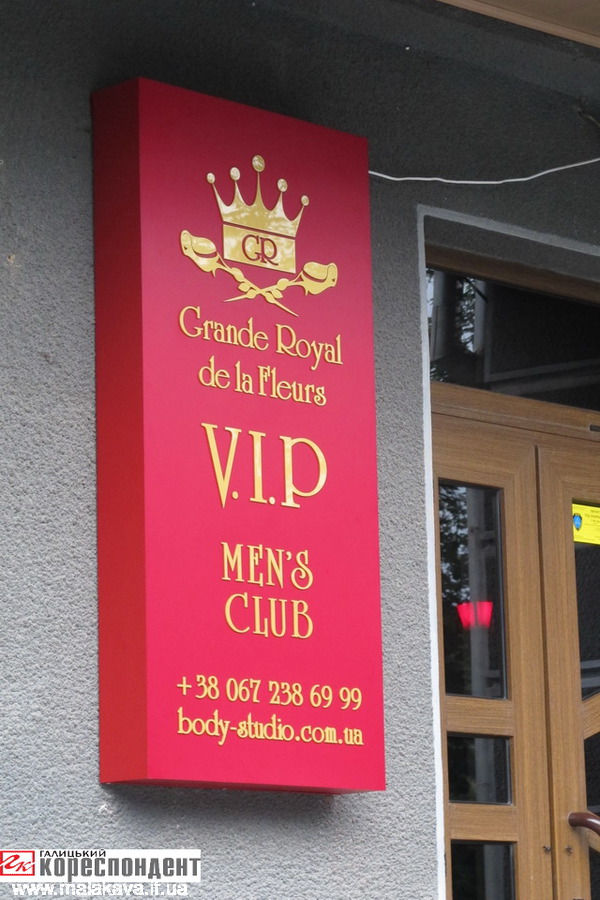 GR
Grande Royal
de la Fleurs
V.I.P
MEN'S
CLUB
+38 067 238 69 99
body-studio.com.ua
ГАЛИЦЬКИЙ
КОРЕСПОНДЕНТ
www.malakava.if.ua